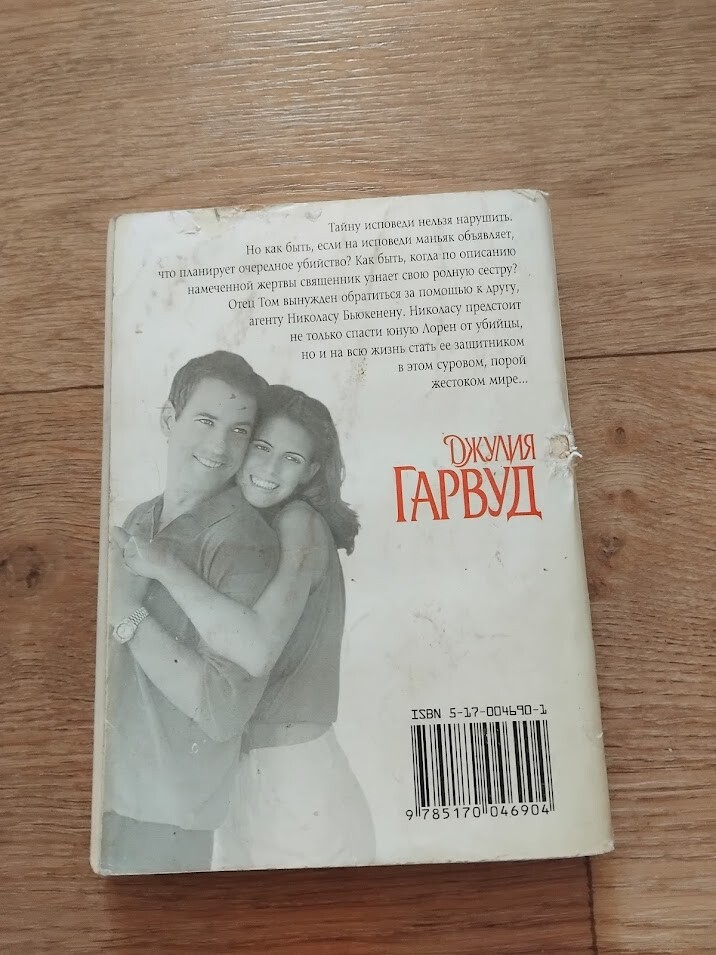 Тайну исповеди нельзя нарушить.
Но как быть, если на исповеди маньяк объявляет,
что планирует очередное убийство? Как быть, когда по описанию
намеченной жертвы священник узнает свою родную сестру?
Отец Том вынужден обратиться за помощью к другу,
агенту Николасу Бьюкенену. Николасу предстоит
не только спасти юную Лорен от убийцы,
но и на всю жизнь стать ее защитником
в этом суровом, порой
жестоком мире...
ДЖУЛИЯ
ГАРВУД
ISBN 5-17-004690-1
9 785170 046904